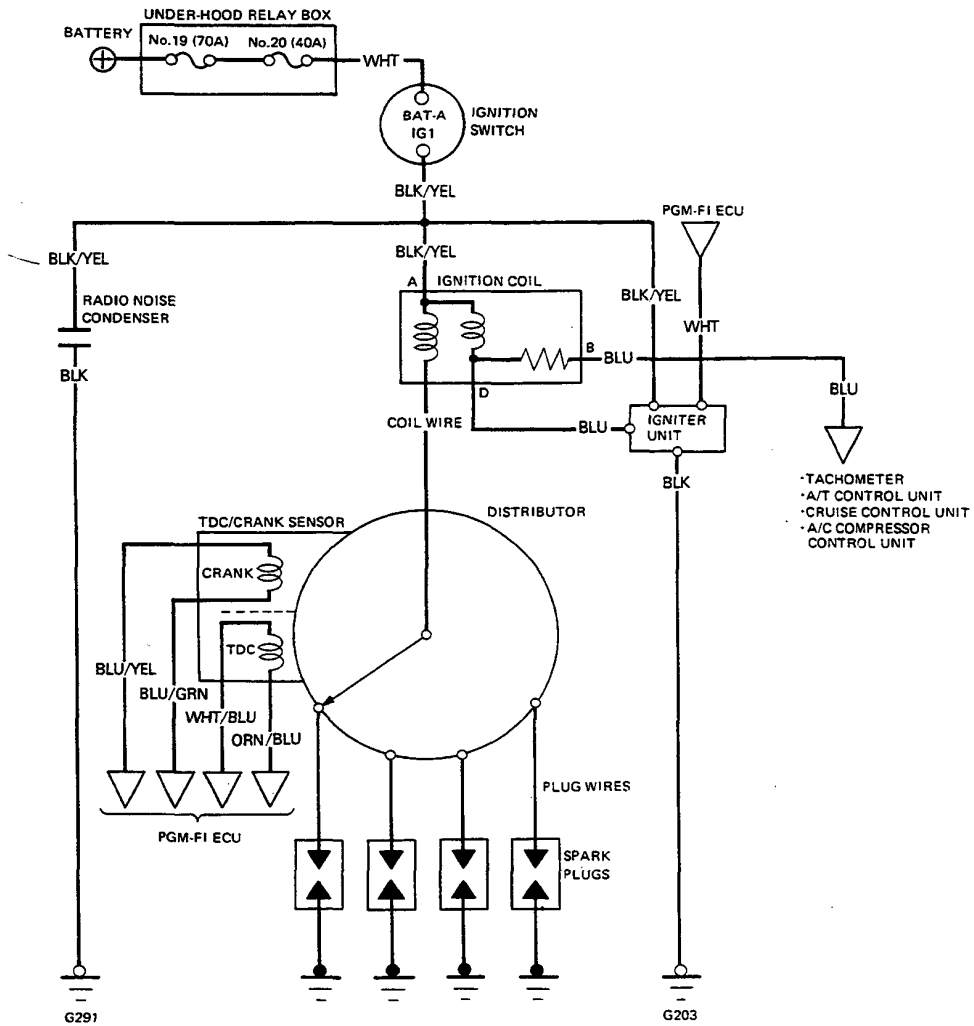 UNDER-HOOD RELAY BOX
BATTERY
No.19 (70A)
No.20 (40A)
WHT
BAT-A
IG1
IGNITION
SWITCH
BLK/YEL
PGM-FI ECU
BLK/YEL
BLK/YEL
A
IGNITION COIL
RADIO NOISE
CONDENSER
BLK/YEL
WHT
B
BLU
BLK
D
BLU
COIL WIRE
BLU
IGNITER
UNIT
BLK
·TACHOMETER
·A/T CONTROL UNIT
·CRUISE CONTROL UNIT
·A/C COMPRESSOR
CONTROL UNIT
DISTRIBUTOR
TDC/CRANK SENSOR
CRANK
TDC
BLU/YEL
BLU/GRN
WHT/BLU
ORN/BLU
PLUG WIRES
PGM-FI ECU
SPARK
PLUGS
G291
G203